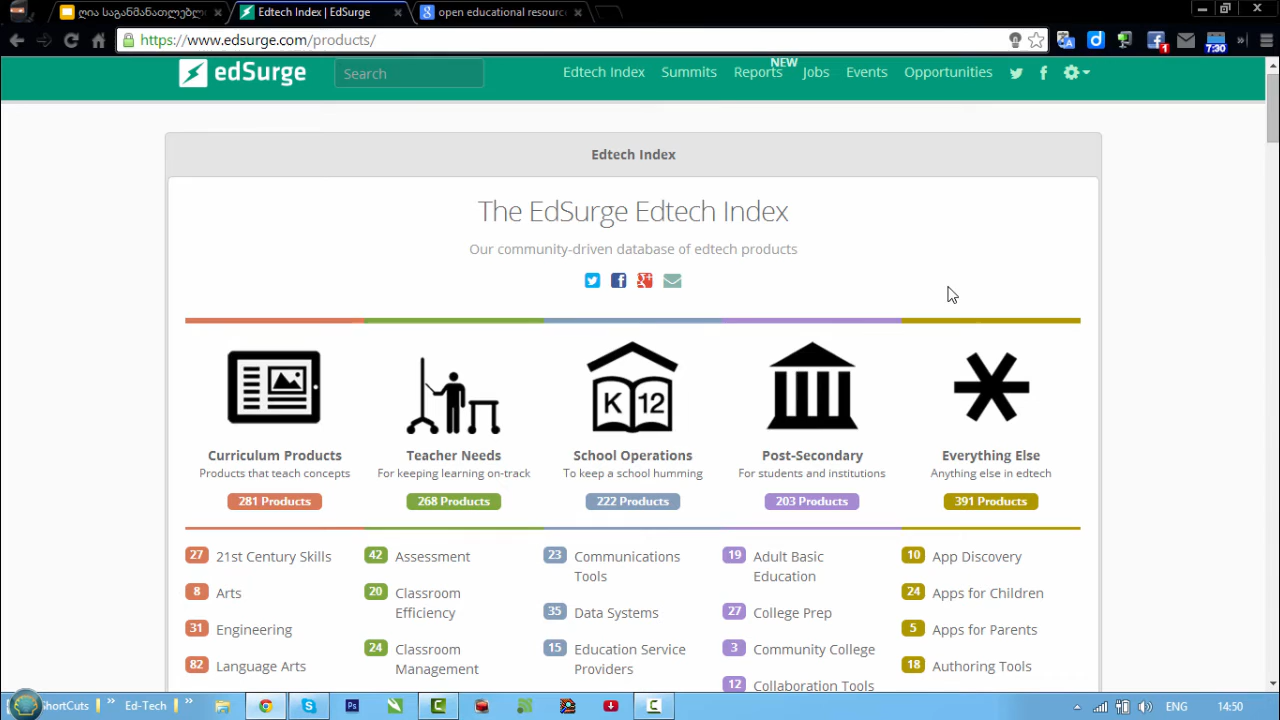 ღია საგანმანათლებლო
Edtech Index | EdSurge
open educational resourc
https://www.edsurge.com/products/
1
7:30
edSurge
Search
Edtech Index
Summits
Reports
NEW
Jobs
Events
Opportunities
Edtech Index
The EdSurge Edtech Index
Our community-driven database of edtech products
K 12
Curriculum Products
Products that teach concepts
281 Products
Teacher Needs
For keeping learning on-track
268 Products
School Operations
To keep a school humming
222 Products
Post-Secondary
For students and institutions
203 Products
Everything Else
Anything else in edtech
391 Products
27 21st Century Skills
8 Arts
31 Engineering
82 Language Arts
42 Assessment
20 Classroom
Efficiency
24 Classroom
Management
23 Communications
Tools
35 Data Systems
15 Education Service
Providers
19 Adult Basic
Education
27 College Prep
3 Community College
12 Collaboration Tools
10 App Discovery
24 Apps for Children
5 Apps for Parents
18 Authoring Tools
ShortCuts
Ed-Tech
ENG
14:50